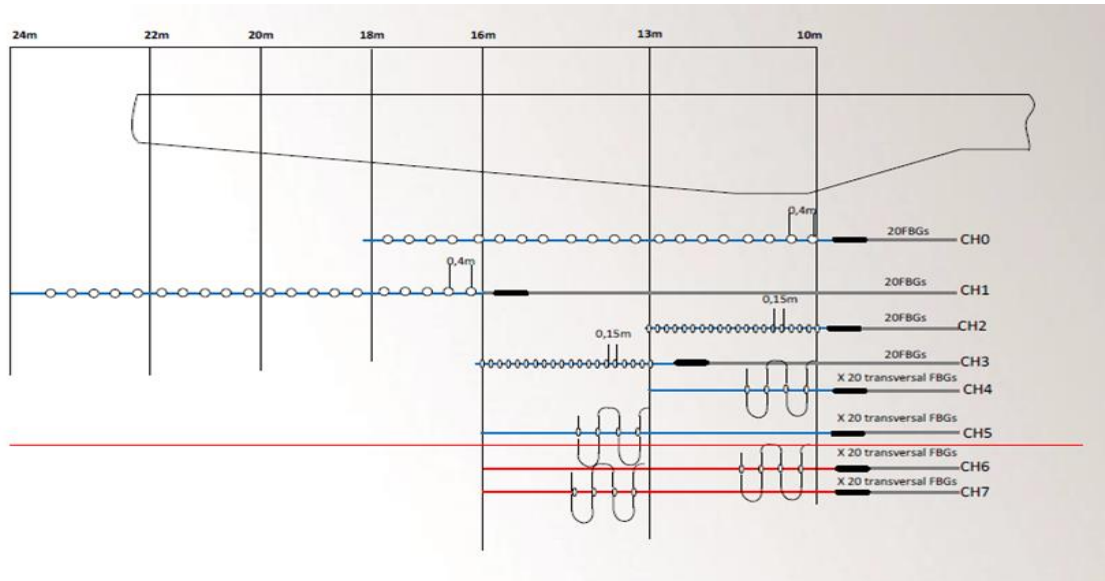 24m 22m 20m 18m 16m 13m 10m
0,4m
20FBGs CH0
0,4m
20FBGs CH1
0,15m
20FBGs CH2
0,15m
20FBGs CH3
X 20 transversal FBGs CH4
X 20 transversal FBGs CH5
X 20 transversal FBGs CH6
X 20 transversal FBGs CH7